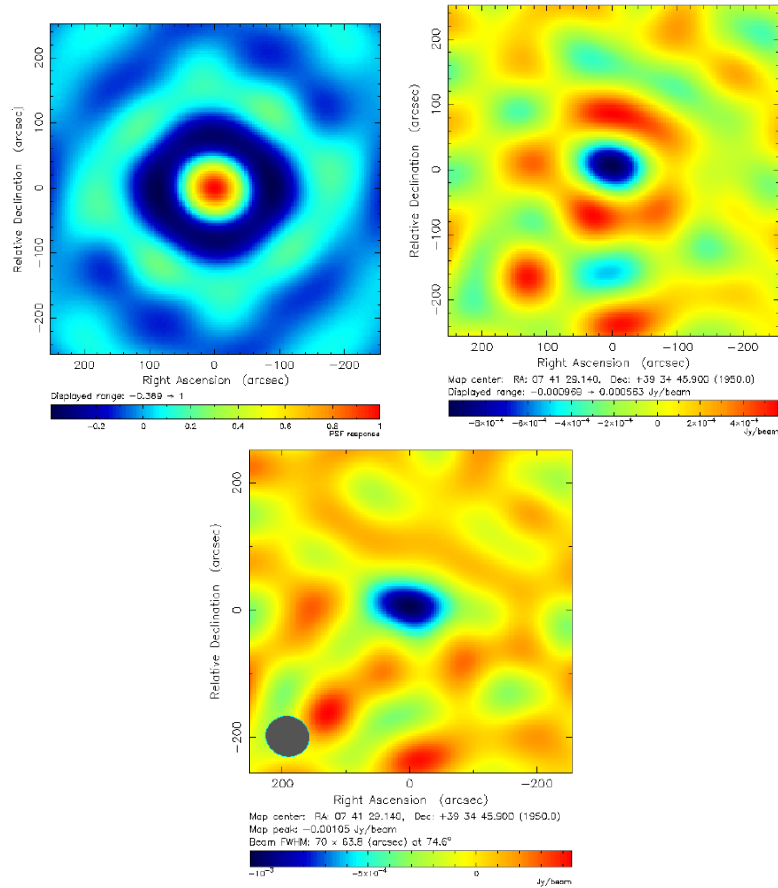 200
100
0
−100
−200
Relative Declination (arcsec)
200 100 0 −100 −200
Right Ascension (arcsec)
Displayed range: −0.369 → 1
−0.2 0 0.2 0.4 0.6 0.8 1
PSF response
200
100
0
−100
−200
Relative Declination (arcsec)
200 100 0 −100 −200
Right Ascension (arcsec)
Map center: RA: 07 41 29.140, Dec: +39 34 45.900 (1950.0)
Displayed range: −0.000969 → 0.000563 Jy/beam
−8×10⁻⁴ −6×10⁻⁴ −4×10⁻⁴ −2×10⁻⁴ 0 2×10⁻⁴ 4×10⁻⁴
Jy/beam
200
0
−200
Relative Declination (arcsec)
200 0 −200
Right Ascension (arcsec)
Map center: RA: 07 41 29.140, Dec: +39 34 45.900 (1950.0)
Map peak: −0.00105 Jy/beam
Beam FWHM: 70 x 63.8 (arcsec) at 74.6°
−10⁻³ −5×10⁻⁴ 0
Jy/beam